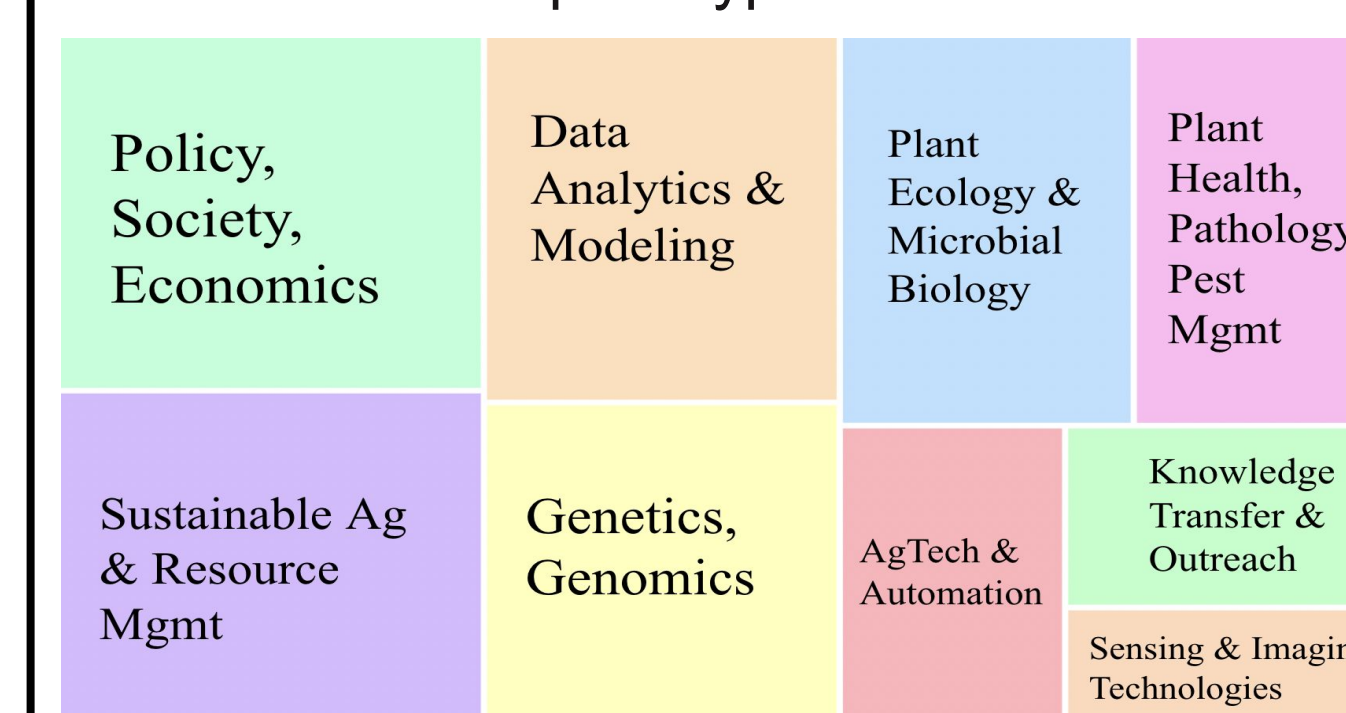 Policy,
Society,
Economics
Data
Analytics &
Modeling
Plant
Ecology &
Microbial
Biology
Plant
Health,
Pathology
Pest
Mgmt
Sustainable Ag
& Resource
Mgmt
Genetics,
Genomics
AgTech &
Automation
Knowledge
Transfer &
Outreach
Sensing &
Technologies